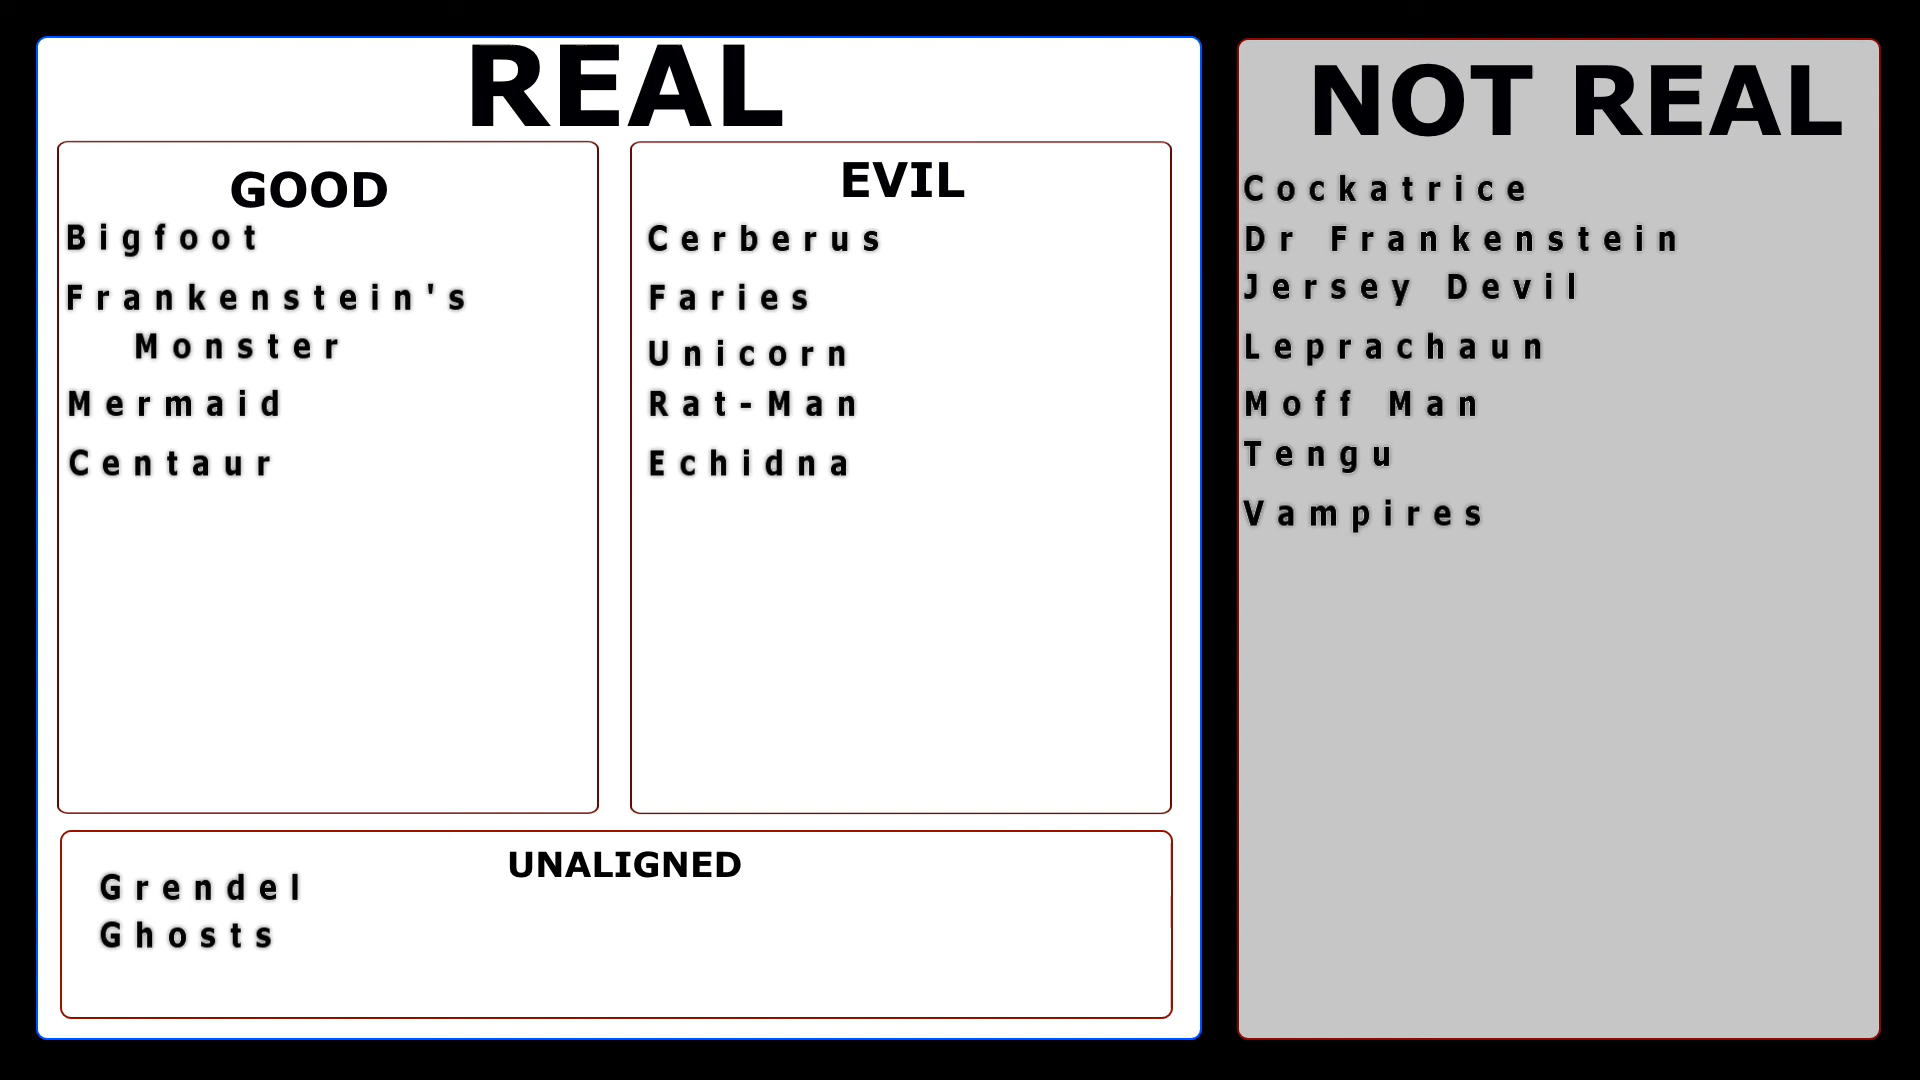 REAL
GOOD
Bigfoot
Frankenstein's
Monster
Mermaid
Centaur
EVIL
Cerberus
Faries
Unicorn
Rat-Man
Echidna
UNALIGNED
Grendel
Ghosts
NOT REAL
Cockatrice
Dr Frankenstein
Jersey Devil
Leprachaun
Moff Man
Tengu
Vampires